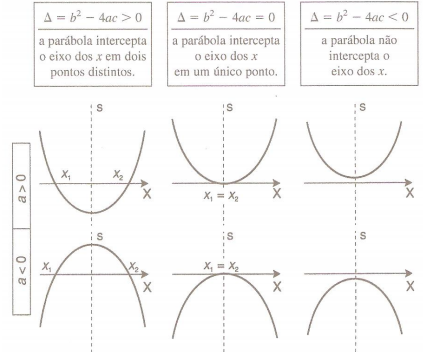 Δ = b² – 4ac > 0
a parábola intercepta
o eixo dos x em dois
pontos distintos.
Δ = b² – 4ac = 0
a parábola intercepta
o eixo dos x
em um único ponto.
Δ = b² – 4ac < 0
a parábola não
intercepta o
eixo dos x.
a > 0
s
x₁
x₂
X
s
x₁ = x₂
X
s
X
a < 0
s
x₁
x₂
X
s
x₁ = x₂
X
s
X